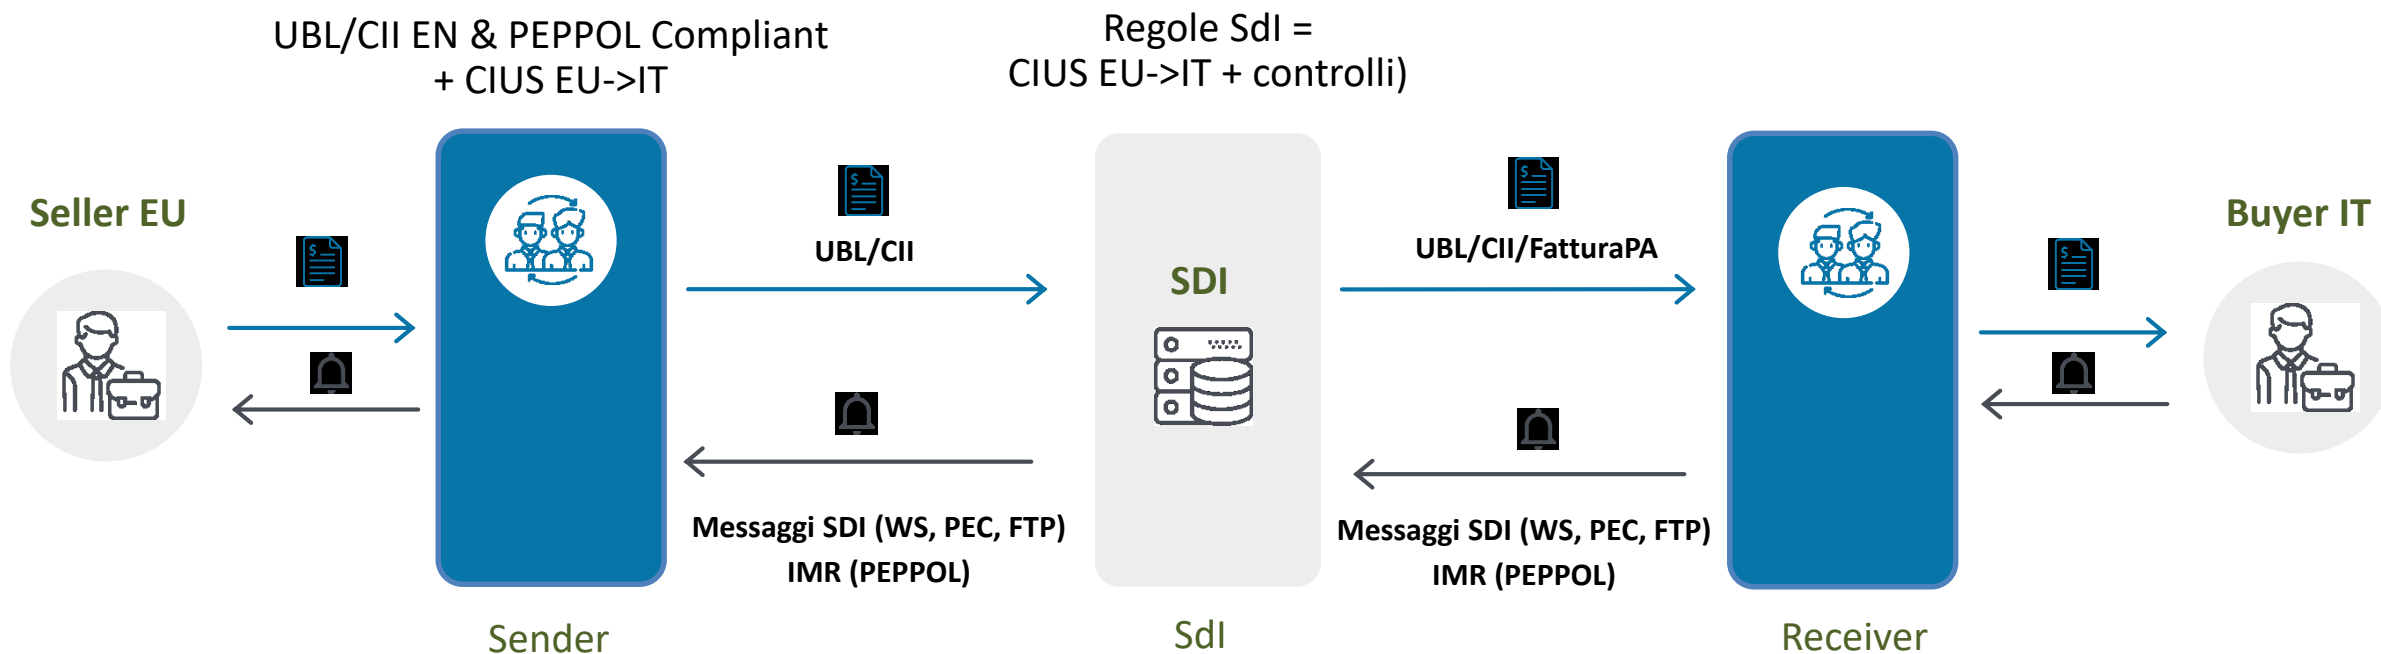 UBL/CII EN & PEPPOL Compliant
+ CIUS EU->IT
Regole SdI =
CIUS EU->IT + controlli)
Seller EU
UBL/CII
SDI
UBL/CII/FatturaPA
Buyer IT
Messaggi SDI (WS, PEC, FTP)
IMR (PEPPOL)
Messaggi SDI (WS, PEC, FTP)
IMR (PEPPOL)
Sender
SdI
Receiver